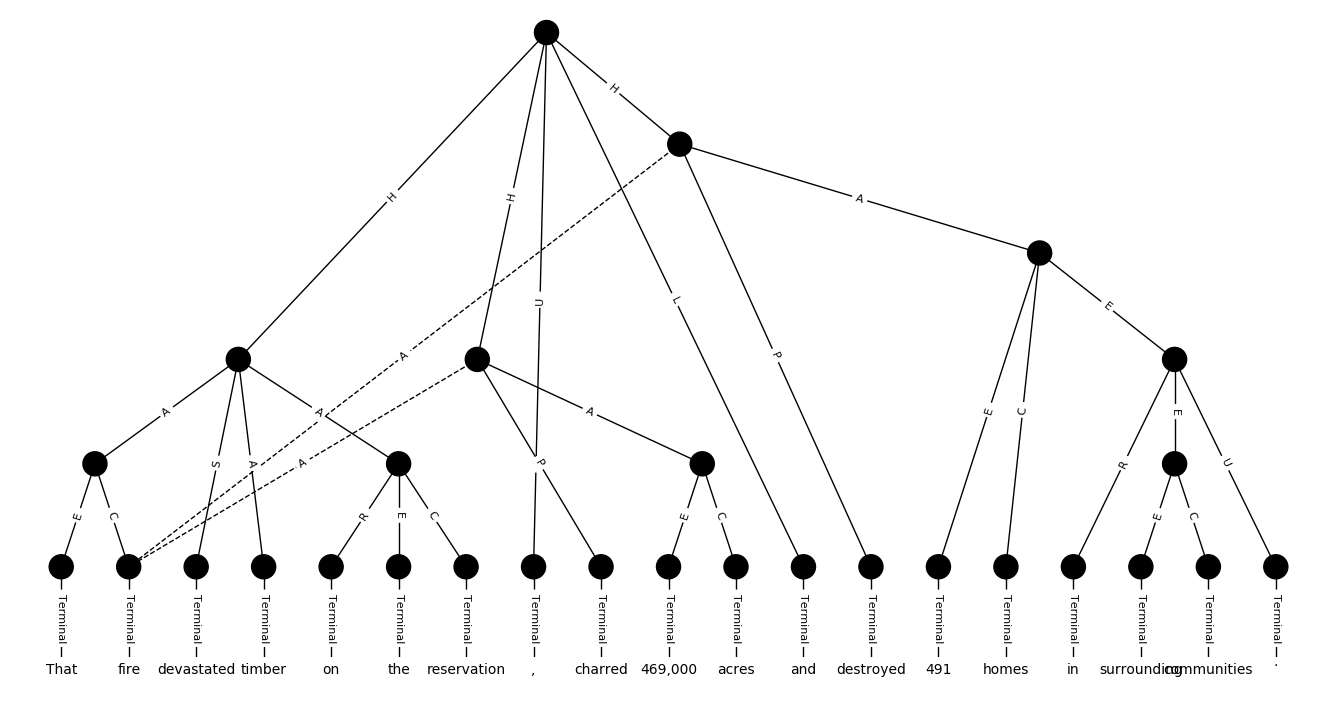 H
H
A
H
U
L
P
E
A
A
A
E C E
A S A A A P E C R E U
E C R E C E C E C
Terminal Terminal Terminal Terminal Terminal Terminal Terminal Terminal Terminal Terminal Terminal Terminal Terminal Terminal Terminal Terminal Terminal Terminal Terminal
That fire devastated timber on the reservation , charred 469,000 acres and destroyed 491 homes in surrounding communities .